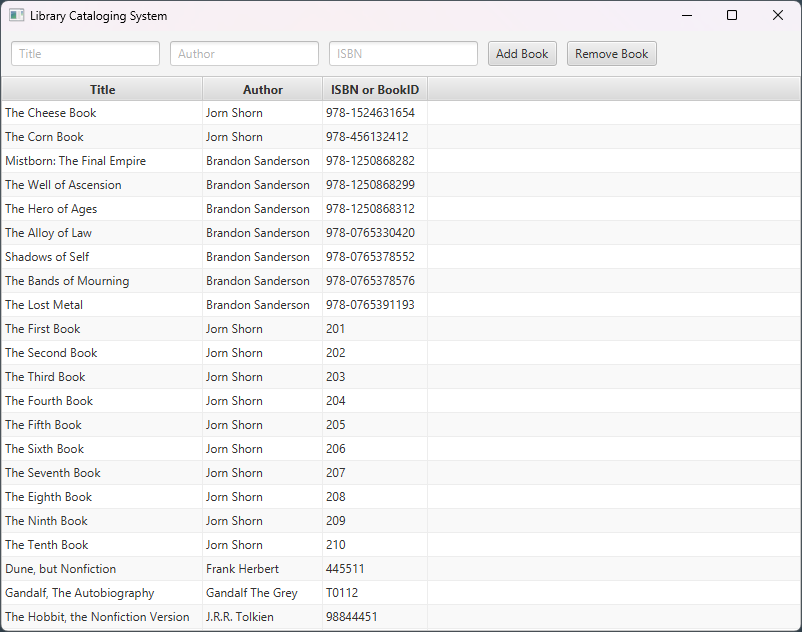 Library Cataloging System
Title Author ISBN Add Book Remove Book
Title Author ISBN or BookID
The Cheese Book Jorn Shorn 978-1524631654
The Corn Book Jorn Shorn 978-456132412
Mistborn: The Final Empire Brandon Sanderson 978-1250868282
The Well of Ascension Brandon Sanderson 978-1250868299
The Hero of Ages Brandon Sanderson 978-1250868312
The Alloy of Law Brandon Sanderson 978-0765330420
Shadows of Self Brandon Sanderson 978-0765378552
The Bands of Mourning Brandon Sanderson 978-0765378576
The Lost Metal Brandon Sanderson 978-0765391193
The First Book Jorn Shorn 201
The Second Book Jorn Shorn 202
The Third Book Jorn Shorn 203
The Fourth Book Jorn Shorn 204
The Fifth Book Jorn Shorn 205
The Sixth Book Jorn Shorn 206
The Seventh Book Jorn Shorn 207
The Eighth Book Jorn Shorn 208
The Ninth Book Jorn Shorn 209
The Tenth Book Jorn Shorn 210
Dune, but Nonfiction Frank Herbert 445511
Gandalf, The Autobiography Gandalf The Grey T0112
The Hobbit, the Nonfiction Version J.R.R. Tolkien 98844451